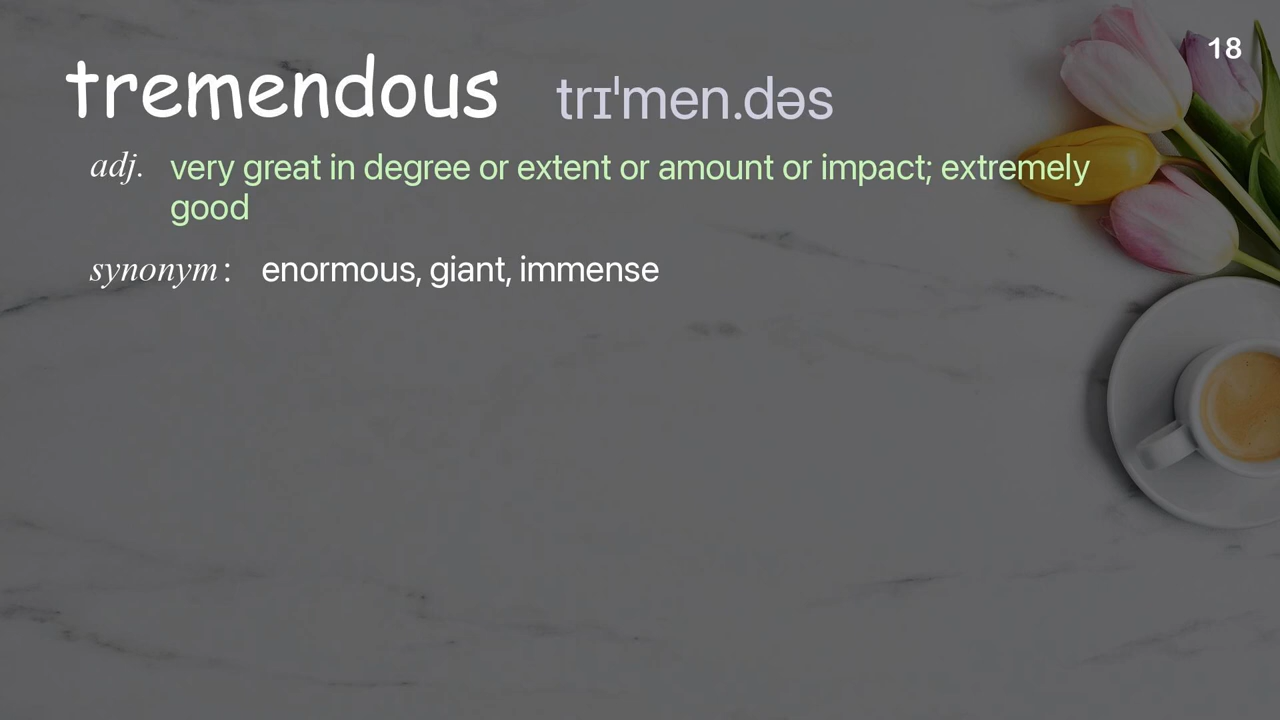 18
tremendous trɪˈmen.dəs
adj. very great in degree or extent or amount or impact; extremely
good
synonym: enormous, giant, immense